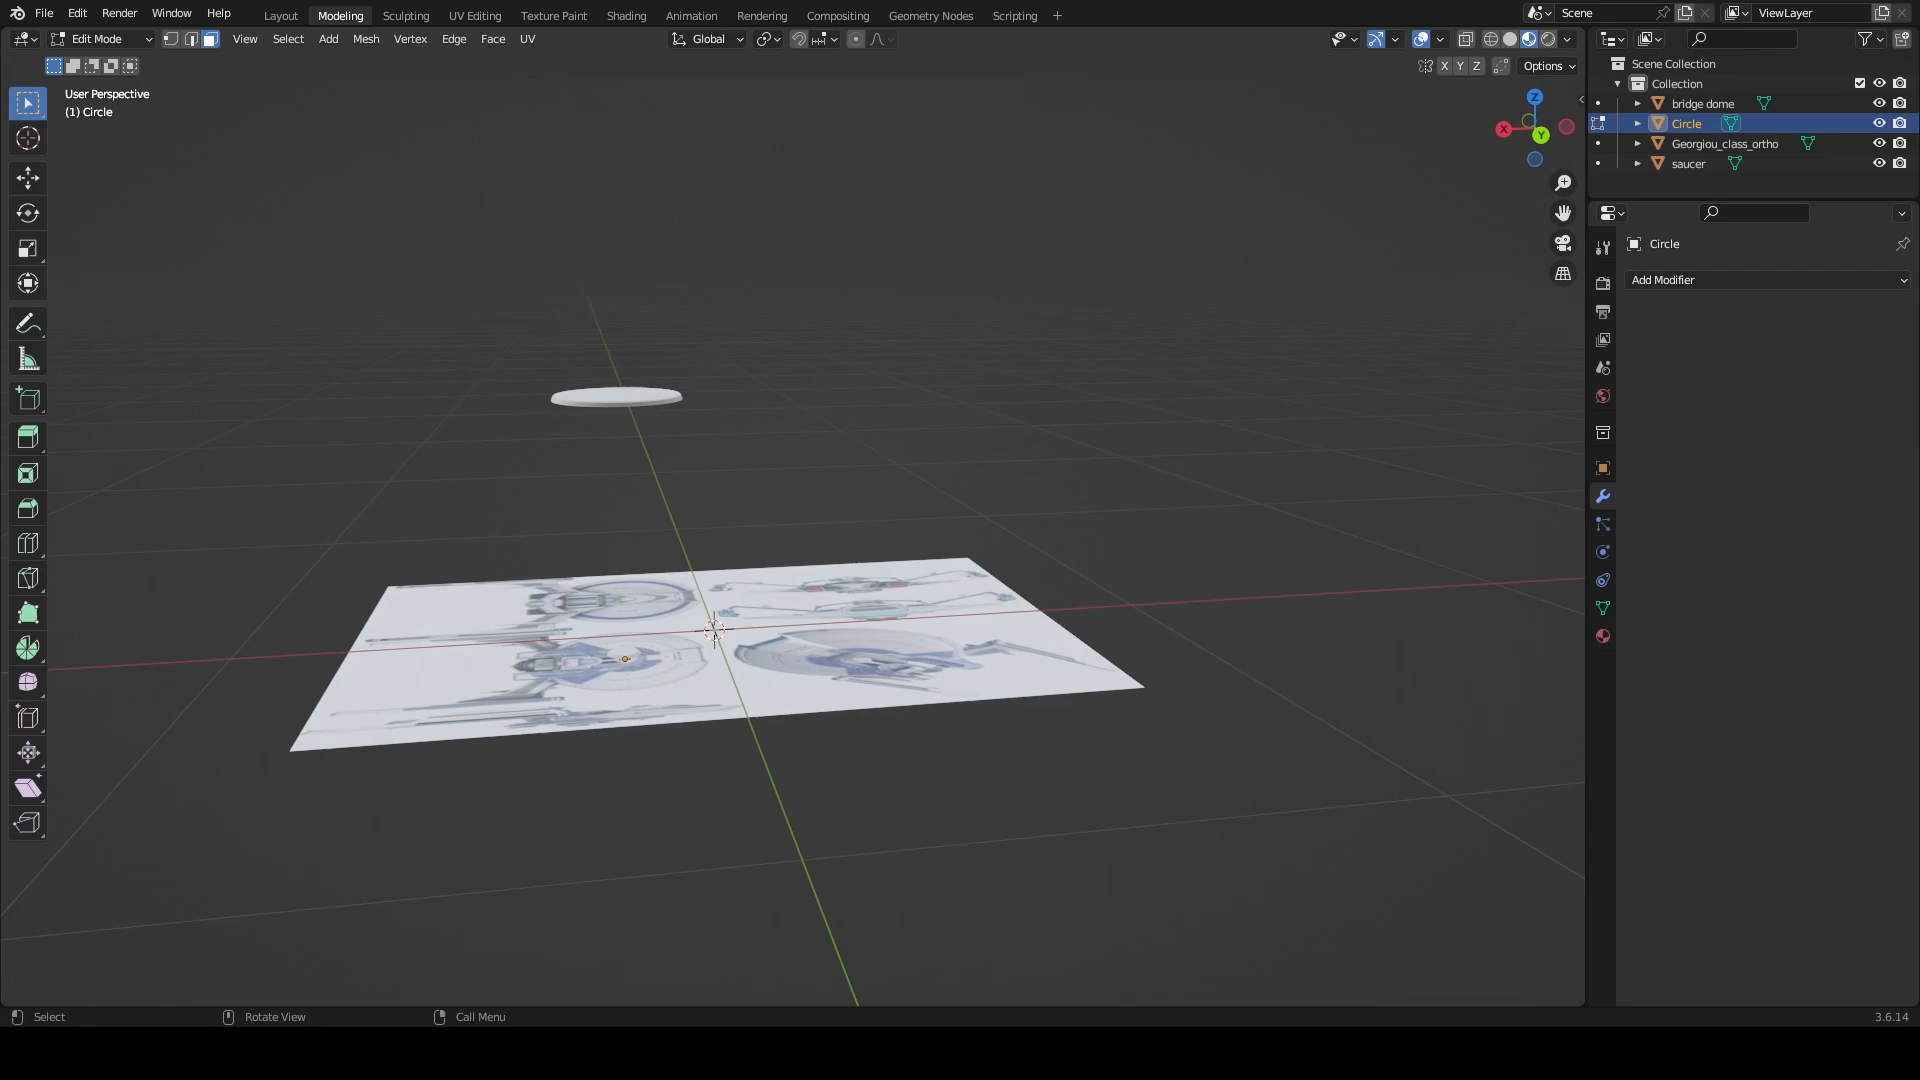 File Edit Render Window Help Layout Modeling Sculpting UV Editing Texture Paint Shading Animation Rendering Compositing Geometry Nodes Scripting + Scene ViewLayer
Edit Mode View Select Add Mesh Vertex Edge Face UV Global
X Y Z Options
User Perspective
(1) Circle
Z
X
Y
Scene Collection
Collection
bridge dome
Circle
Georgiou_class_ortho
saucer
Circle
Add Modifier
Select Rotate View Call Menu 3.6.14